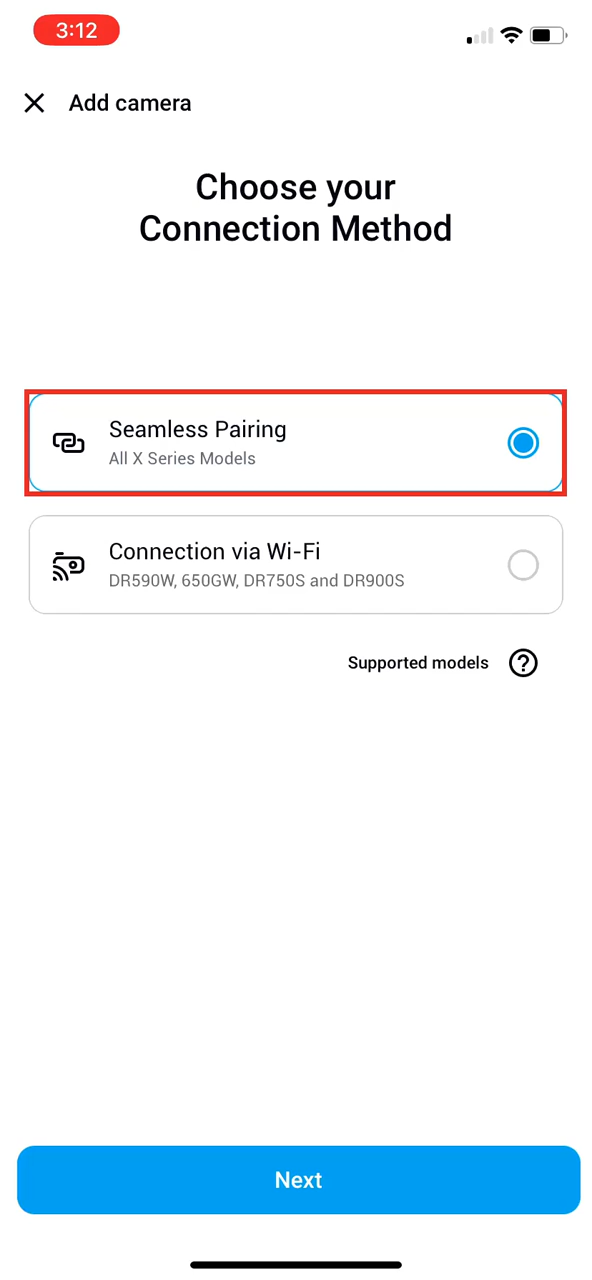 3:12
Add camera
Choose your
Connection Method
Seamless Pairing
All X Series Models
Connection via Wi-Fi
DR590W, 650GW, DR750S and DR900S
Supported models ?
Next